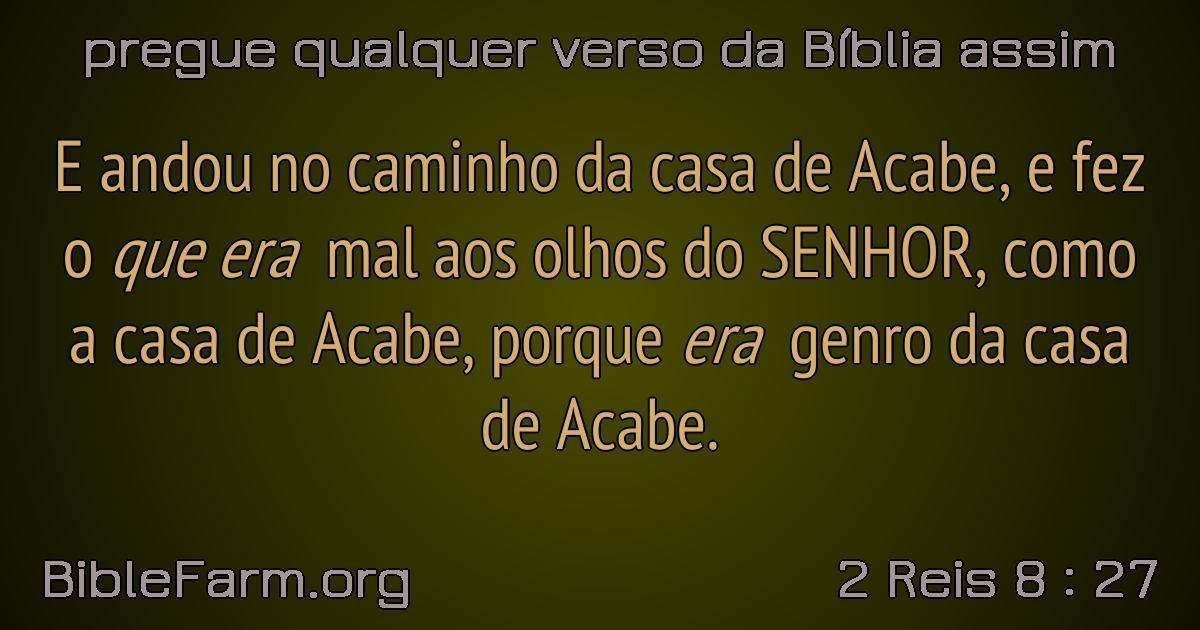 pregue qualquer verso da Bíblia assim
E andou no caminho da casa de Acabe, e fez
o que era mal aos olhos do SENHOR, como
a casa de Acabe, porque era genro da casa
de Acabe.
BibleFarm.org
2 Reis 8 : 27